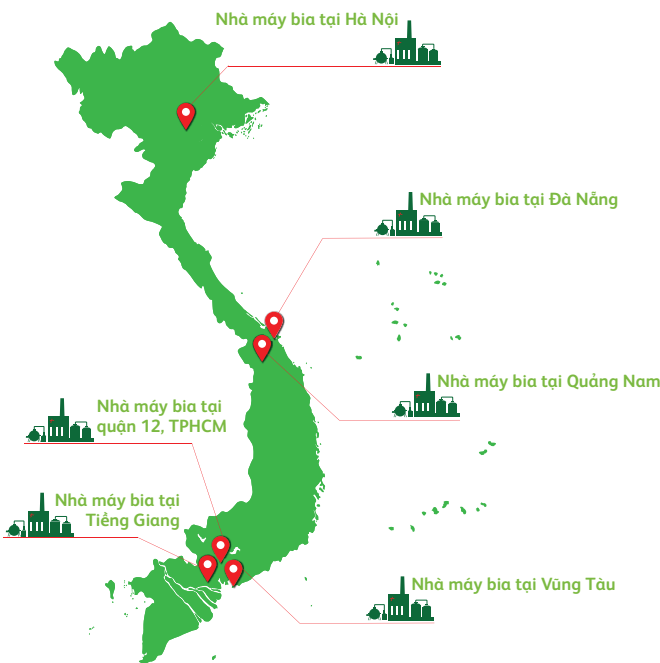 Nhà máy bia tại Hà Nội
Nhà máy bia tại Đà Nẵng
Nhà máy bia tại Quảng Nam
Nhà máy bia tại
quận 12, TPHCM
Nhà máy bia tại
Tiềng Giang
Nhà máy bia tại Vũng Tàu